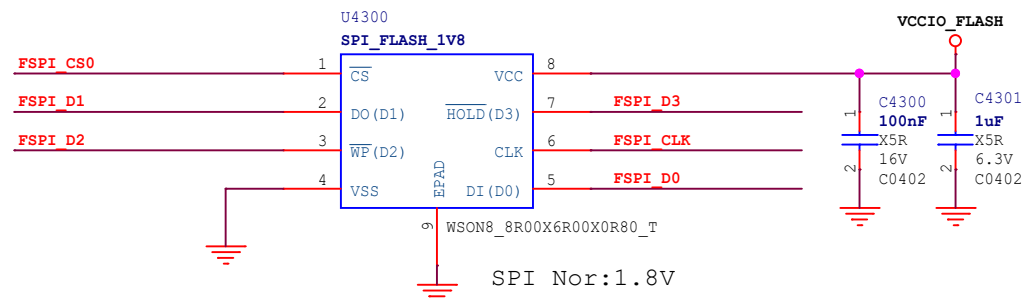 U4300
VCCIO_FLASH
SPI_FLASH_1V8
FSPI_CS0 1 CS VCC 8
FSPI_D1 2 DO(D1) HOLD(D3) 7 FSPI_D3
FSPI_D2 3 WP(D2) CLK 6 FSPI_CLK
4 VSS EPAD DI(D0) 5 FSPI_D0
1 2 C4300
100nF
X5R
16V
C0402
1 2 C4301
1uF
X5R
6.3V
C0402
9 WSON8_8R00X6R00X0R80_T
SPI Nor:1.8V